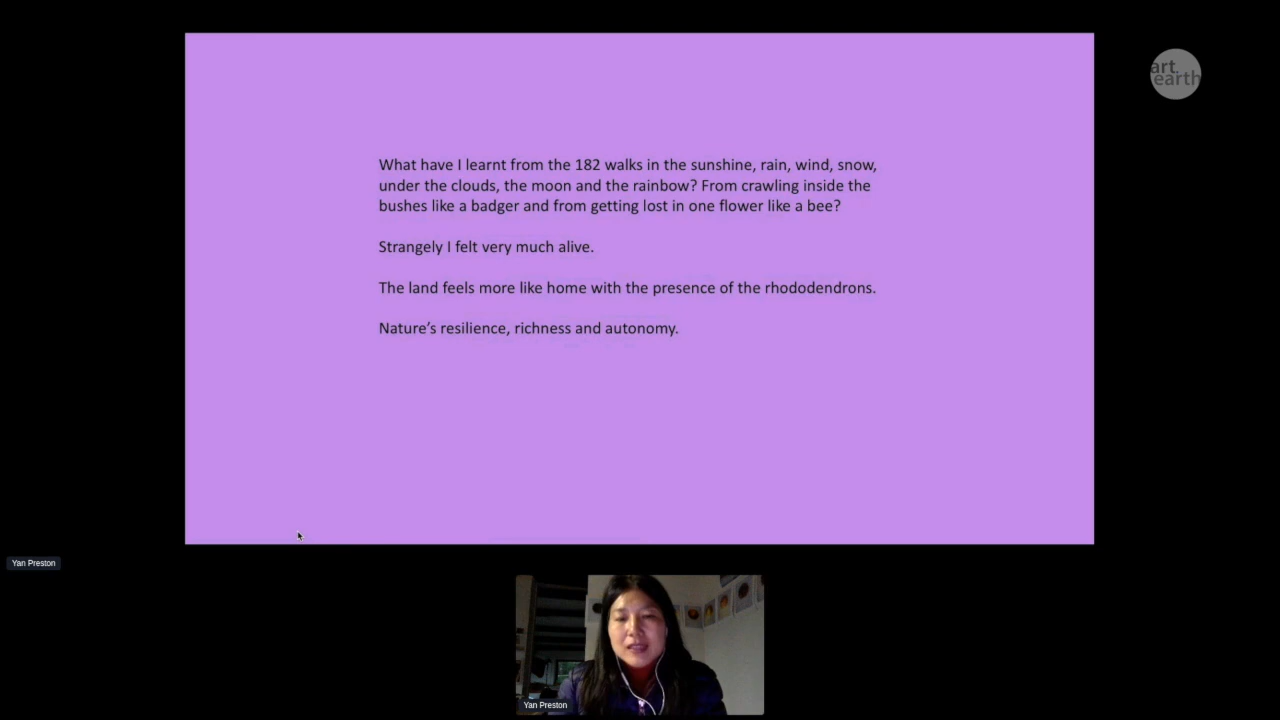 art
earth
What have I learnt from the 182 walks in the sunshine, rain, wind, snow,
under the clouds, the moon and the rainbow? From crawling inside the
bushes like a badger and from getting lost in one flower like a bee?
Strangely I felt very much alive.
The land feels more like home with the presence of the rhododendrons.
Nature’s resilience, richness and autonomy.
Yan Preston
Yan Preston